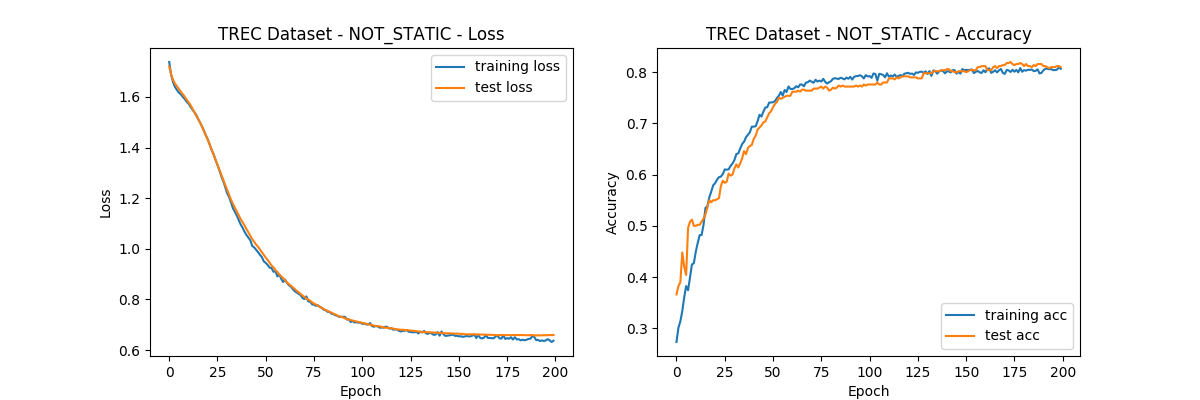 TREC Dataset - NOT_STATIC - Loss
training loss
test loss
1.6
1.4
1.2
1.0
0.8
0.6
Loss
0 25 50 75 100 125 150 175 200
Epoch
TREC Dataset - NOT_STATIC - Accuracy
0.8
0.7
0.6
0.5
0.4
0.3
Accuracy
training acc
test acc
0 25 50 75 100 125 150 175 200
Epoch